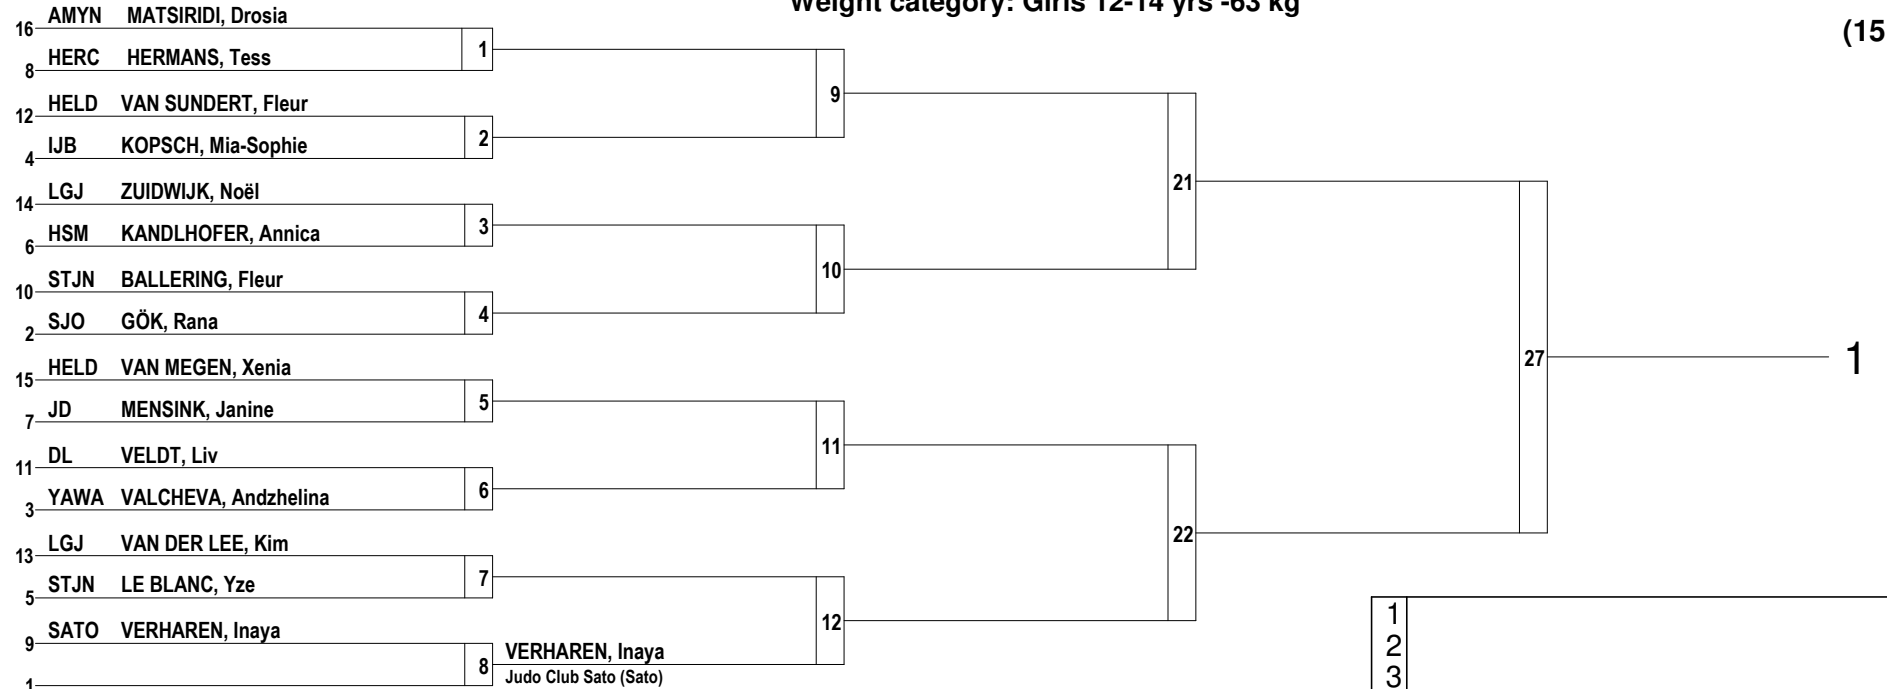 Weight category: Girls 12-14 yrs -63 kg
(15
16 AMYN MATSIRIDI, Drosia
1
8 HERC HERMANS, Tess
9
12 HELD VAN SUNDERT, Fleur
2
4 IJB KOPSCH, Mia-Sophie
21
14 LGJ ZUIDWIJK, Noël
3
6 HSM KANDLHOFER, Annica
10
10 STJN BALLERING, Fleur
4
2 SJO GÖK, Rana
27
1
15 HELD VAN MEGEN, Xenia
5
7 JD MENSINK, Janine
11
11 DL VELDT, Liv
6
3 YAWA VALCHEVA, Andzhelina
22
13 LGJ VAN DER LEE, Kim
7
5 STJN LE BLANC, Yze
12
9 SATO VERHAREN, Inaya
8 VERHAREN, Inaya
Judo Club Sato (Sato)
1
1
2
3